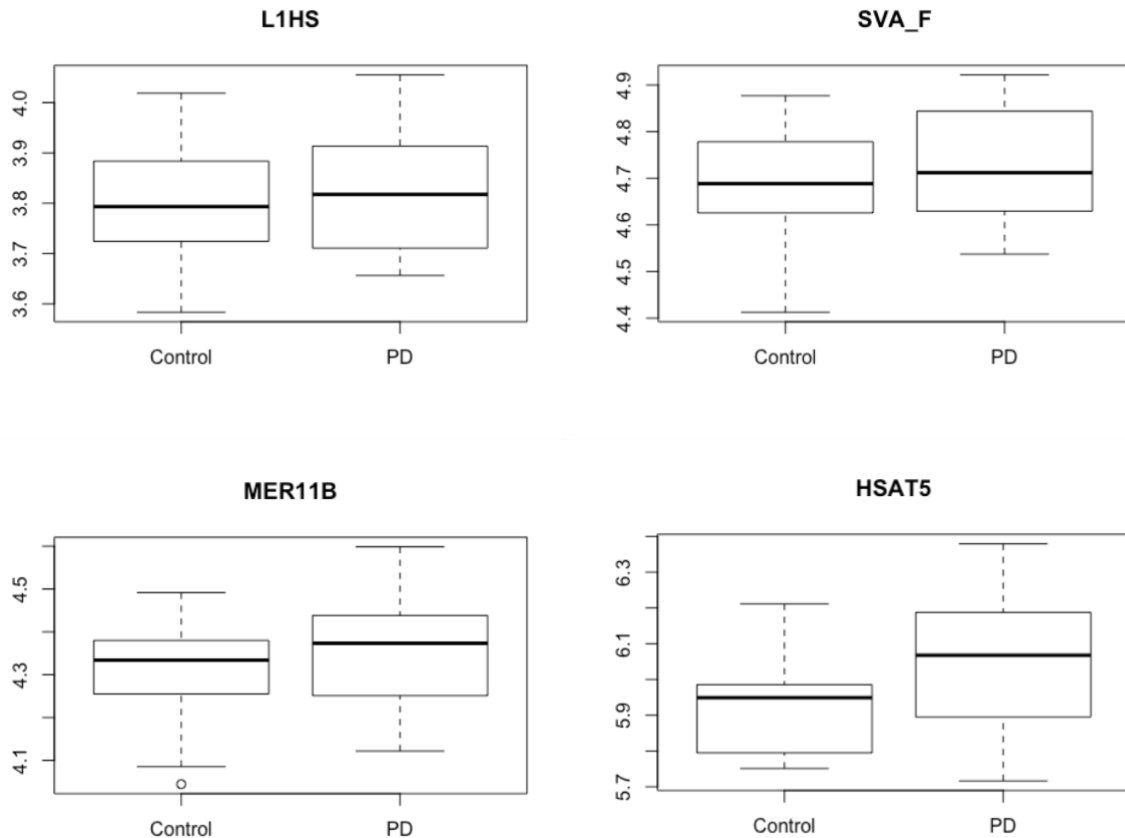 L1HS
4.0
3.9
3.8
3.7
3.6
Control PD
SVA_F
4.9
4.8
4.7
4.6
4.5
4.4
Control PD
MER11B
4.5
4.3
4.1
Control PD
HSAT5
6.3
6.1
5.9
5.7
Control PD